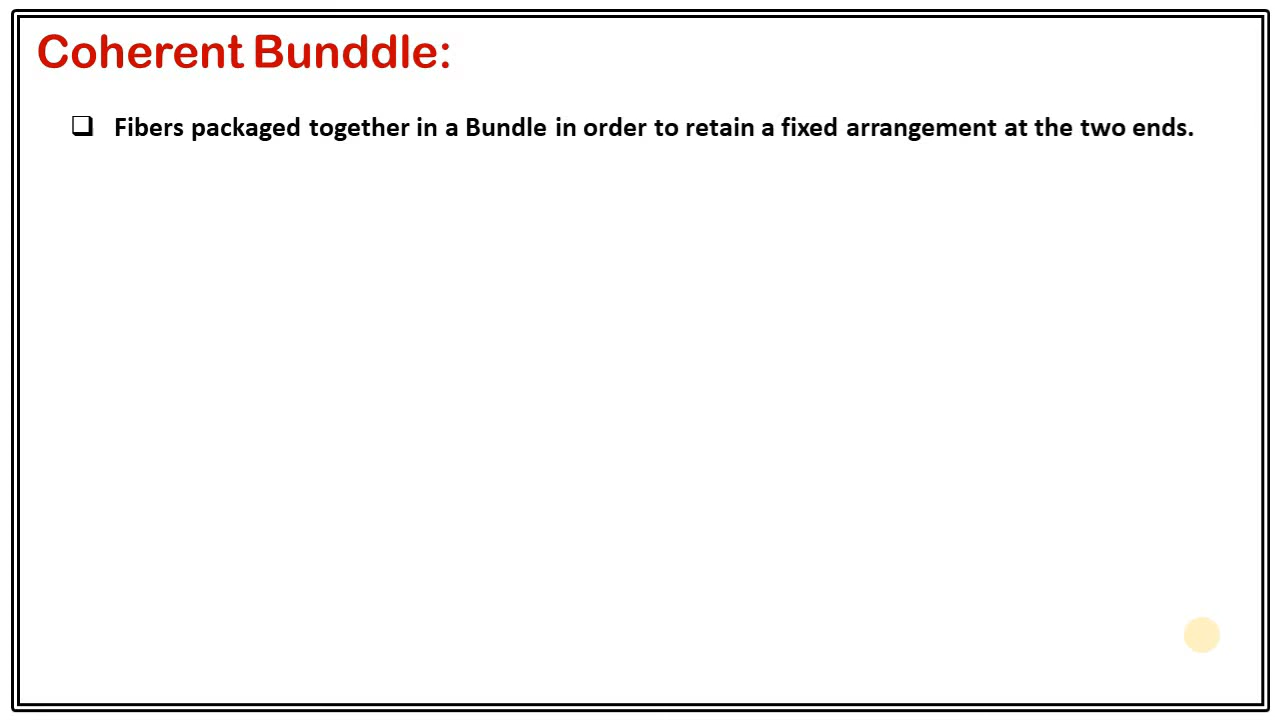 Coherent Bunddle:
❑ Fibers packaged together in a Bundle in order to retain a fixed arrangement at the two ends.